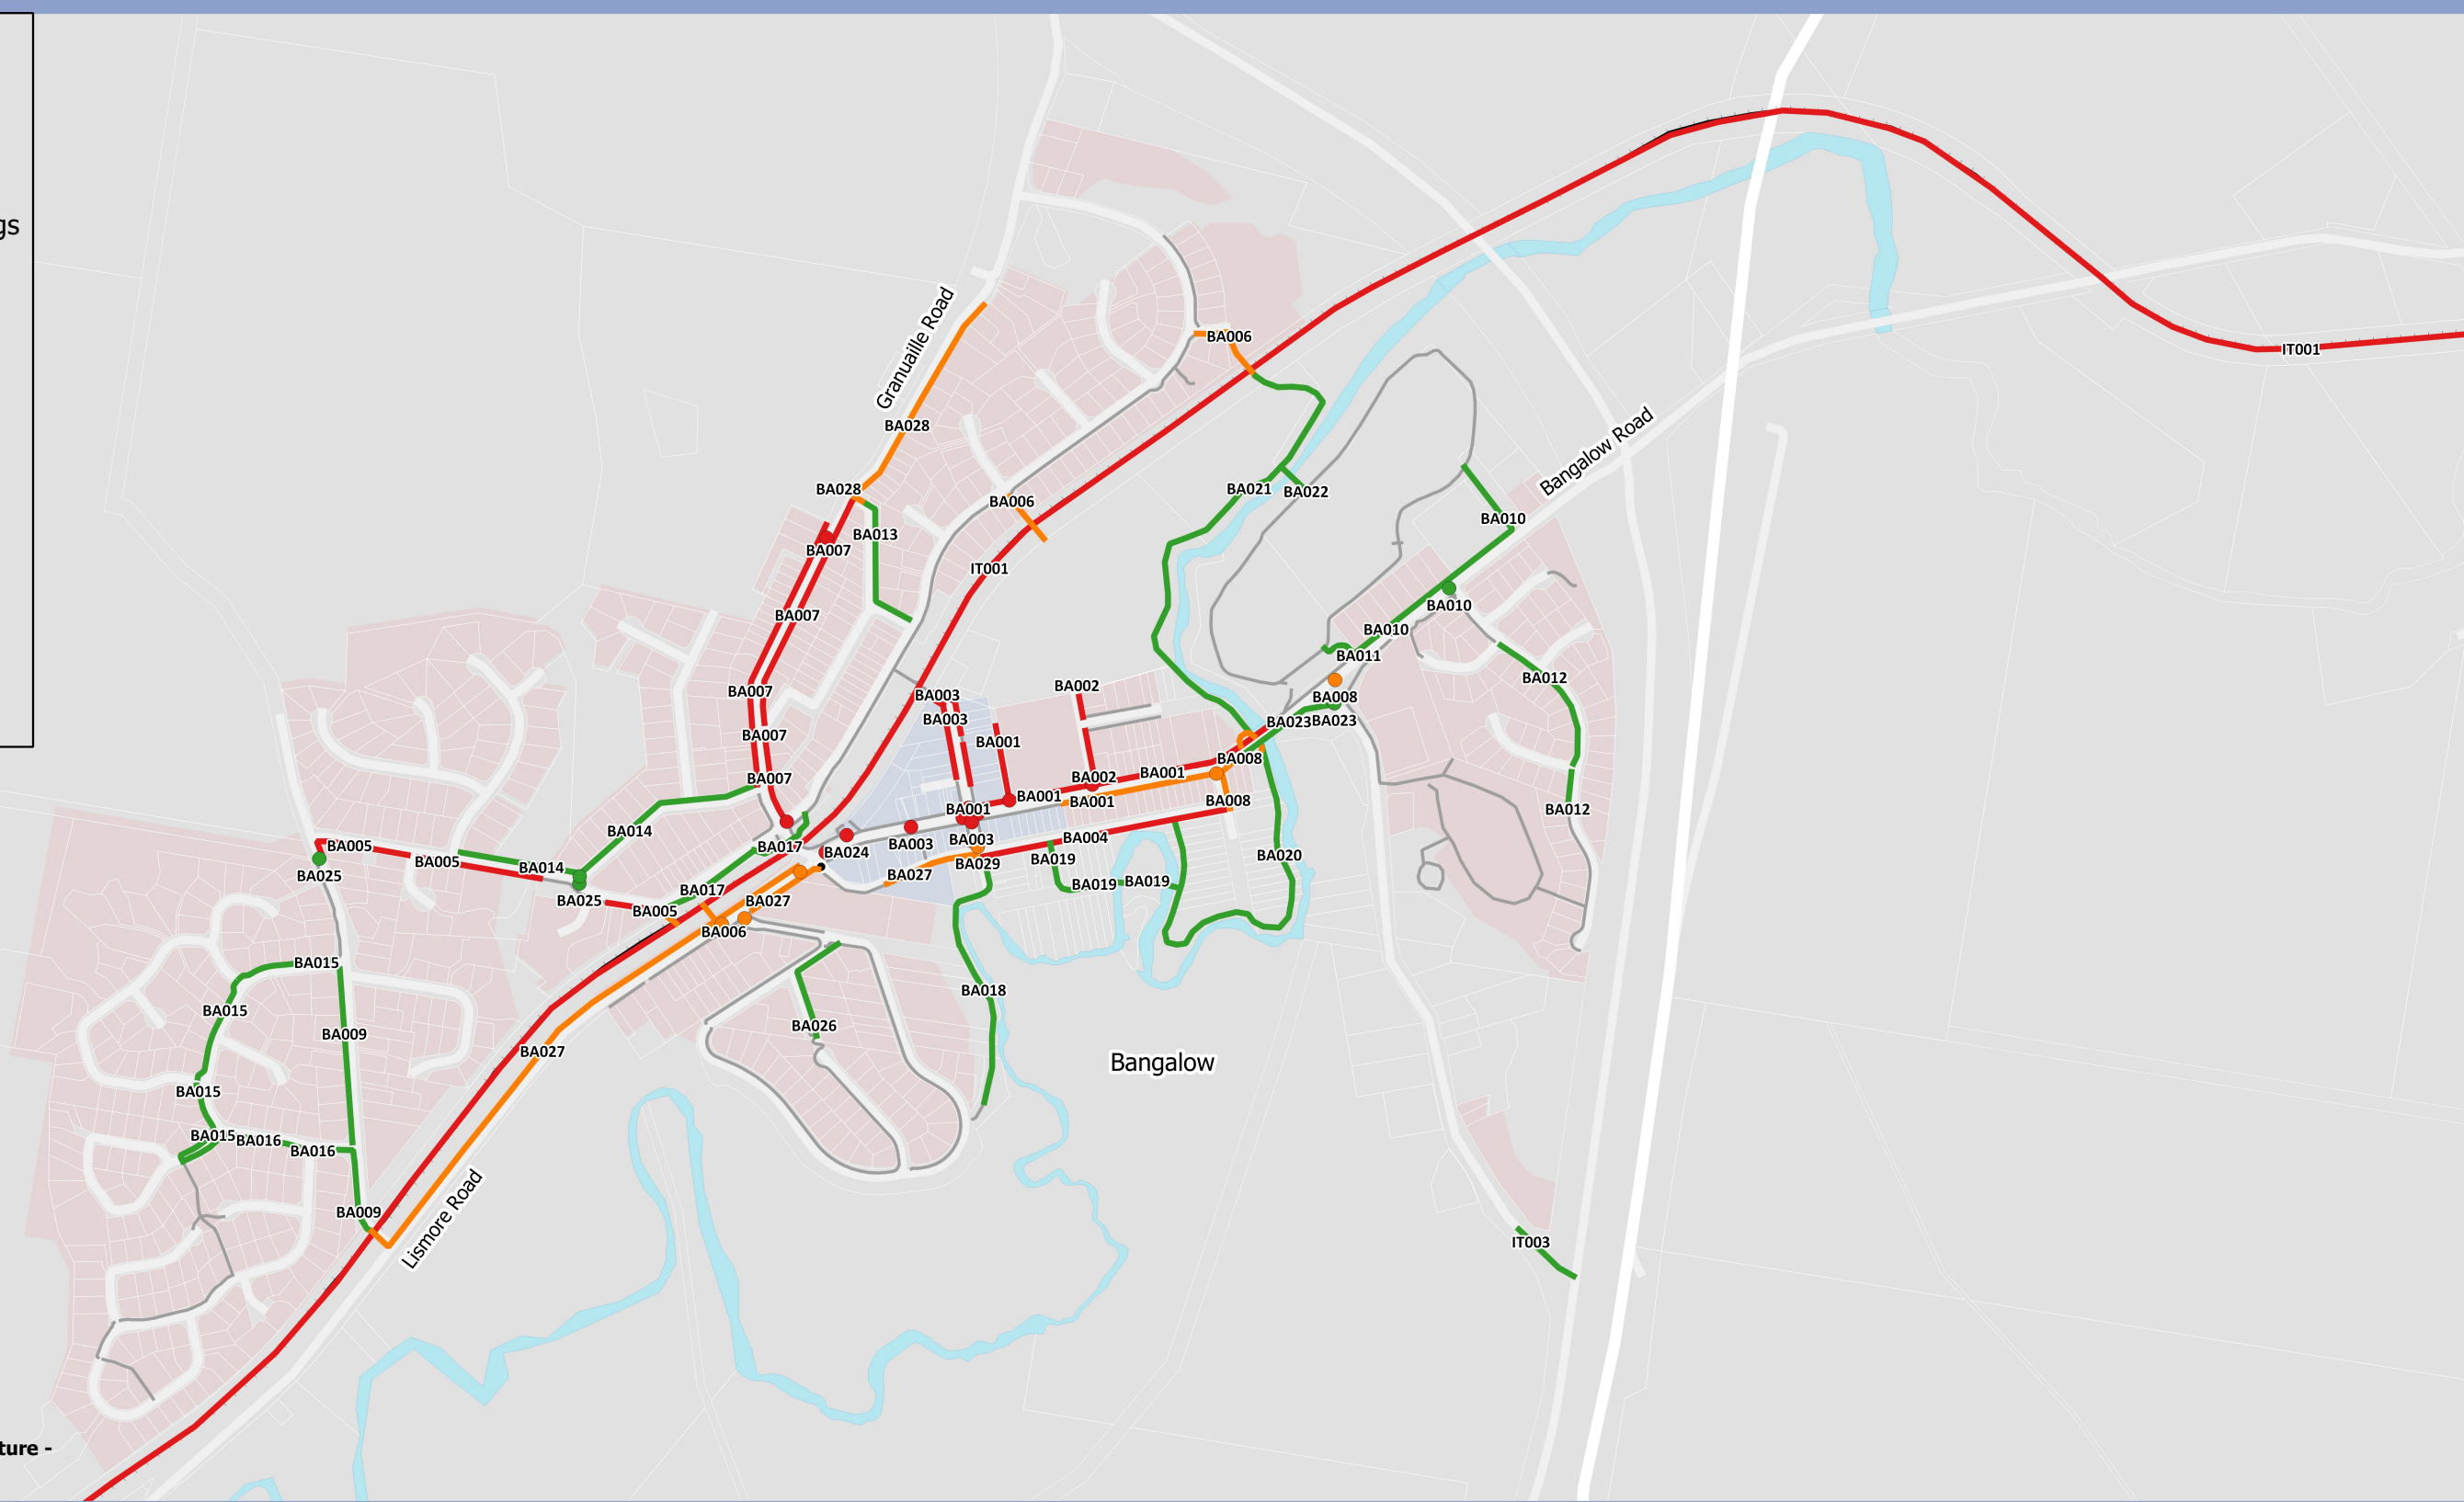 gs
BA006
IT001
Granuaille Road
BA028
Bangalow Road
BA028
BA021
BA022
BA006
BA010
BA013
BA007
IT001
BA010
BA007
BA010
BA011
BA012
BA007
BA003
BA002
BA008
BA003
BA023
BA023
BA007
BA001
BA008
BA007
BA002
BA001
BA001
BA001
BA008
BA001
BA012
BA014
BA004
BA003
BA003
BA005
BA017
BA024
BA020
BA005
BA029
BA019
BA014
BA025
BA027
BA019
BA019
BA017
BA025
BA027
BA005
BA006
BA015
BA018
BA015
BA026
BA009
BA027
Bangalow
BA015
BA015
BA016
BA016
BA009
Lismore Road
IT003
ture -